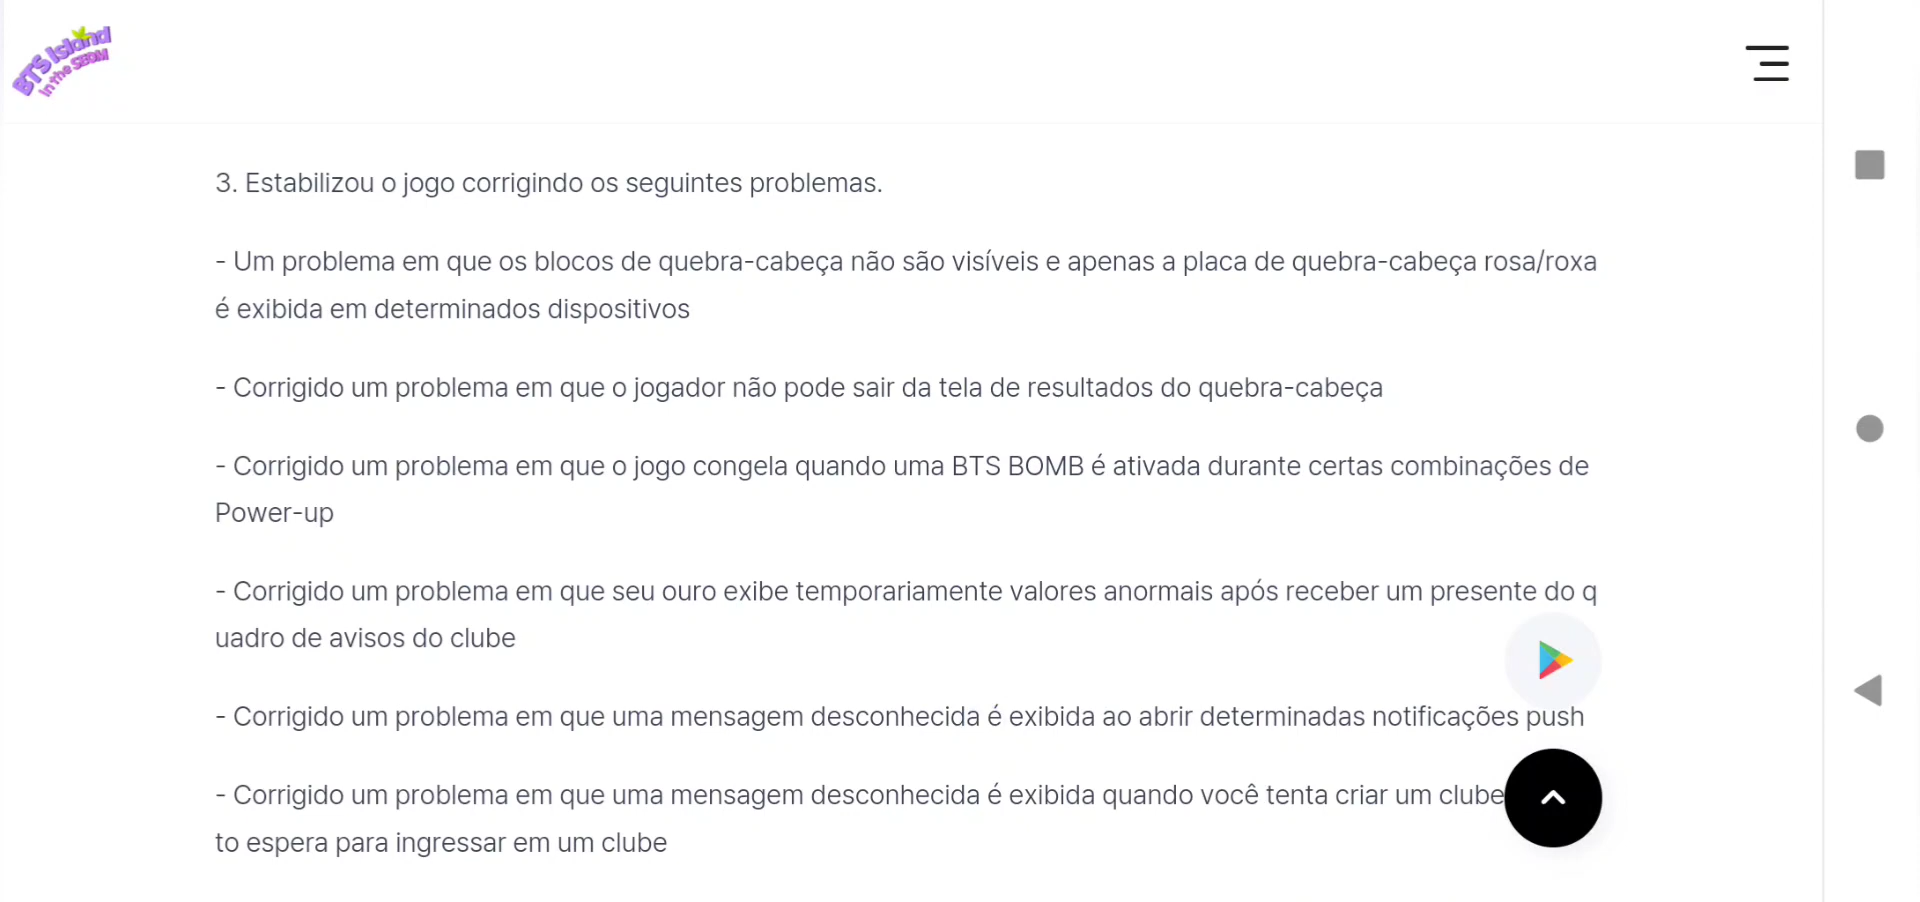 BTS Island
In the SEOM
3. Estabilizou o jogo corrigindo os seguintes problemas.
- Um problema em que os blocos de quebra-cabeça não são visíveis e apenas a placa de quebra-cabeça rosa/roxa
é exibida em determinados dispositivos
- Corrigido um problema em que o jogador não pode sair da tela de resultados do quebra-cabeça
- Corrigido um problema em que o jogo congela quando uma BTS BOMB é ativada durante certas combinações de
Power-up
- Corrigido um problema em que seu ouro exibe temporariamente valores anormais após receber um presente do q
uadro de avisos do clube
- Corrigido um problema em que uma mensagem desconhecida é exibida ao abrir determinadas notificações push
- Corrigido um problema em que uma mensagem desconhecida é exibida quando você tenta criar um clube
to espera para ingressar em um clube